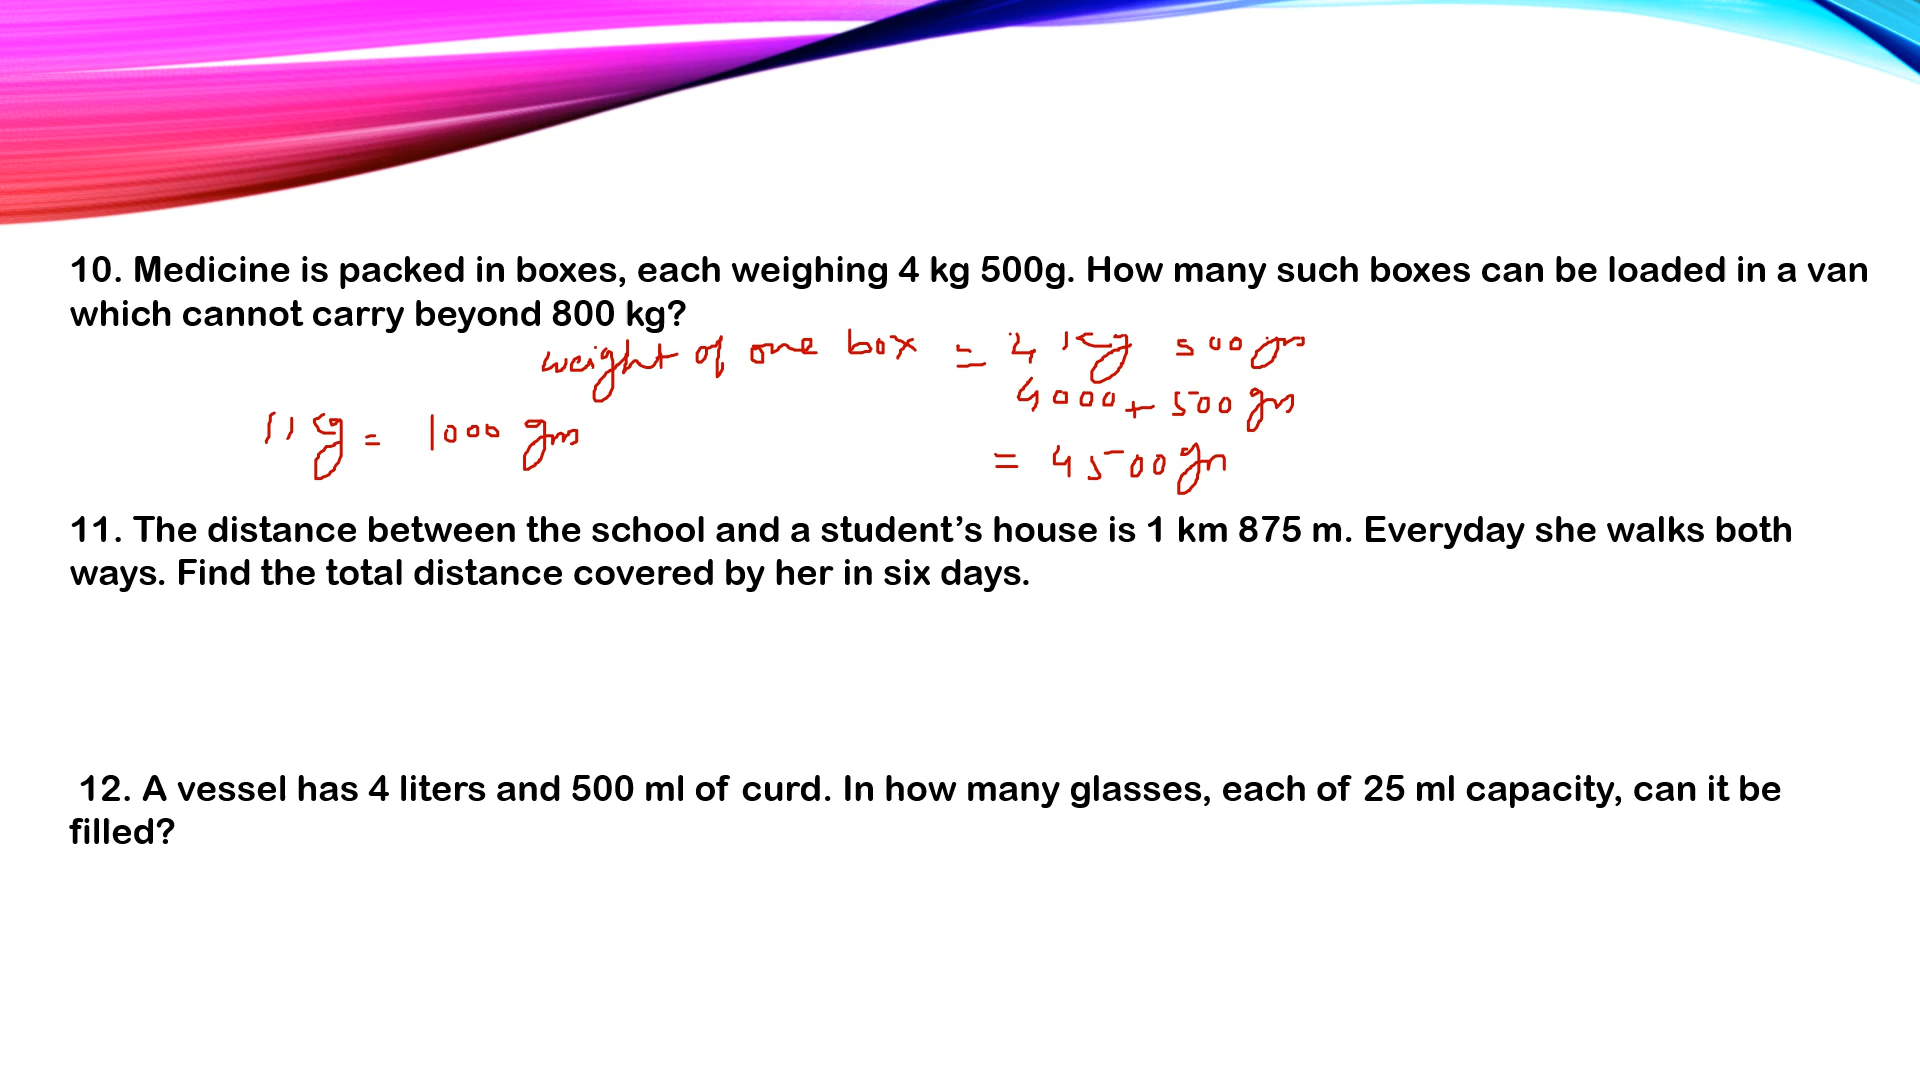 10. Medicine is packed in boxes, each weighing 4 kg 500g. How many such boxes can be loaded in a van
which cannot carry beyond 800 kg?
weight of one box = 4 Kg 500 gms
4000 + 500 gms
1 Kg = 1000 gms
= 4500 gm
11. The distance between the school and a student’s house is 1 km 875 m. Everyday she walks both
ways. Find the total distance covered by her in six days.
12. A vessel has 4 liters and 500 ml of curd. In how many glasses, each of 25 ml capacity, can it be
filled?